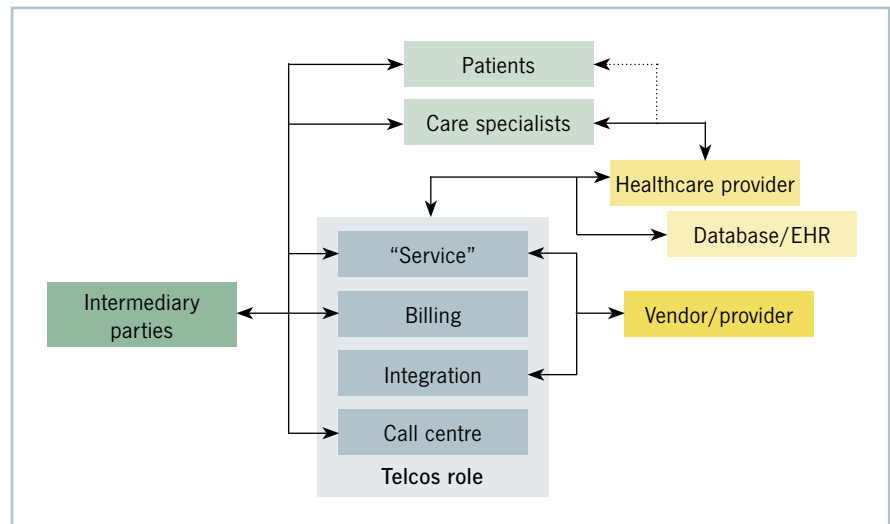 Patients
Care specialists
Healthcare provider
Database/EHR
“Service”
Intermediary
parties
Billing
Vendor/provider
Integration
Call centre
Telcos role